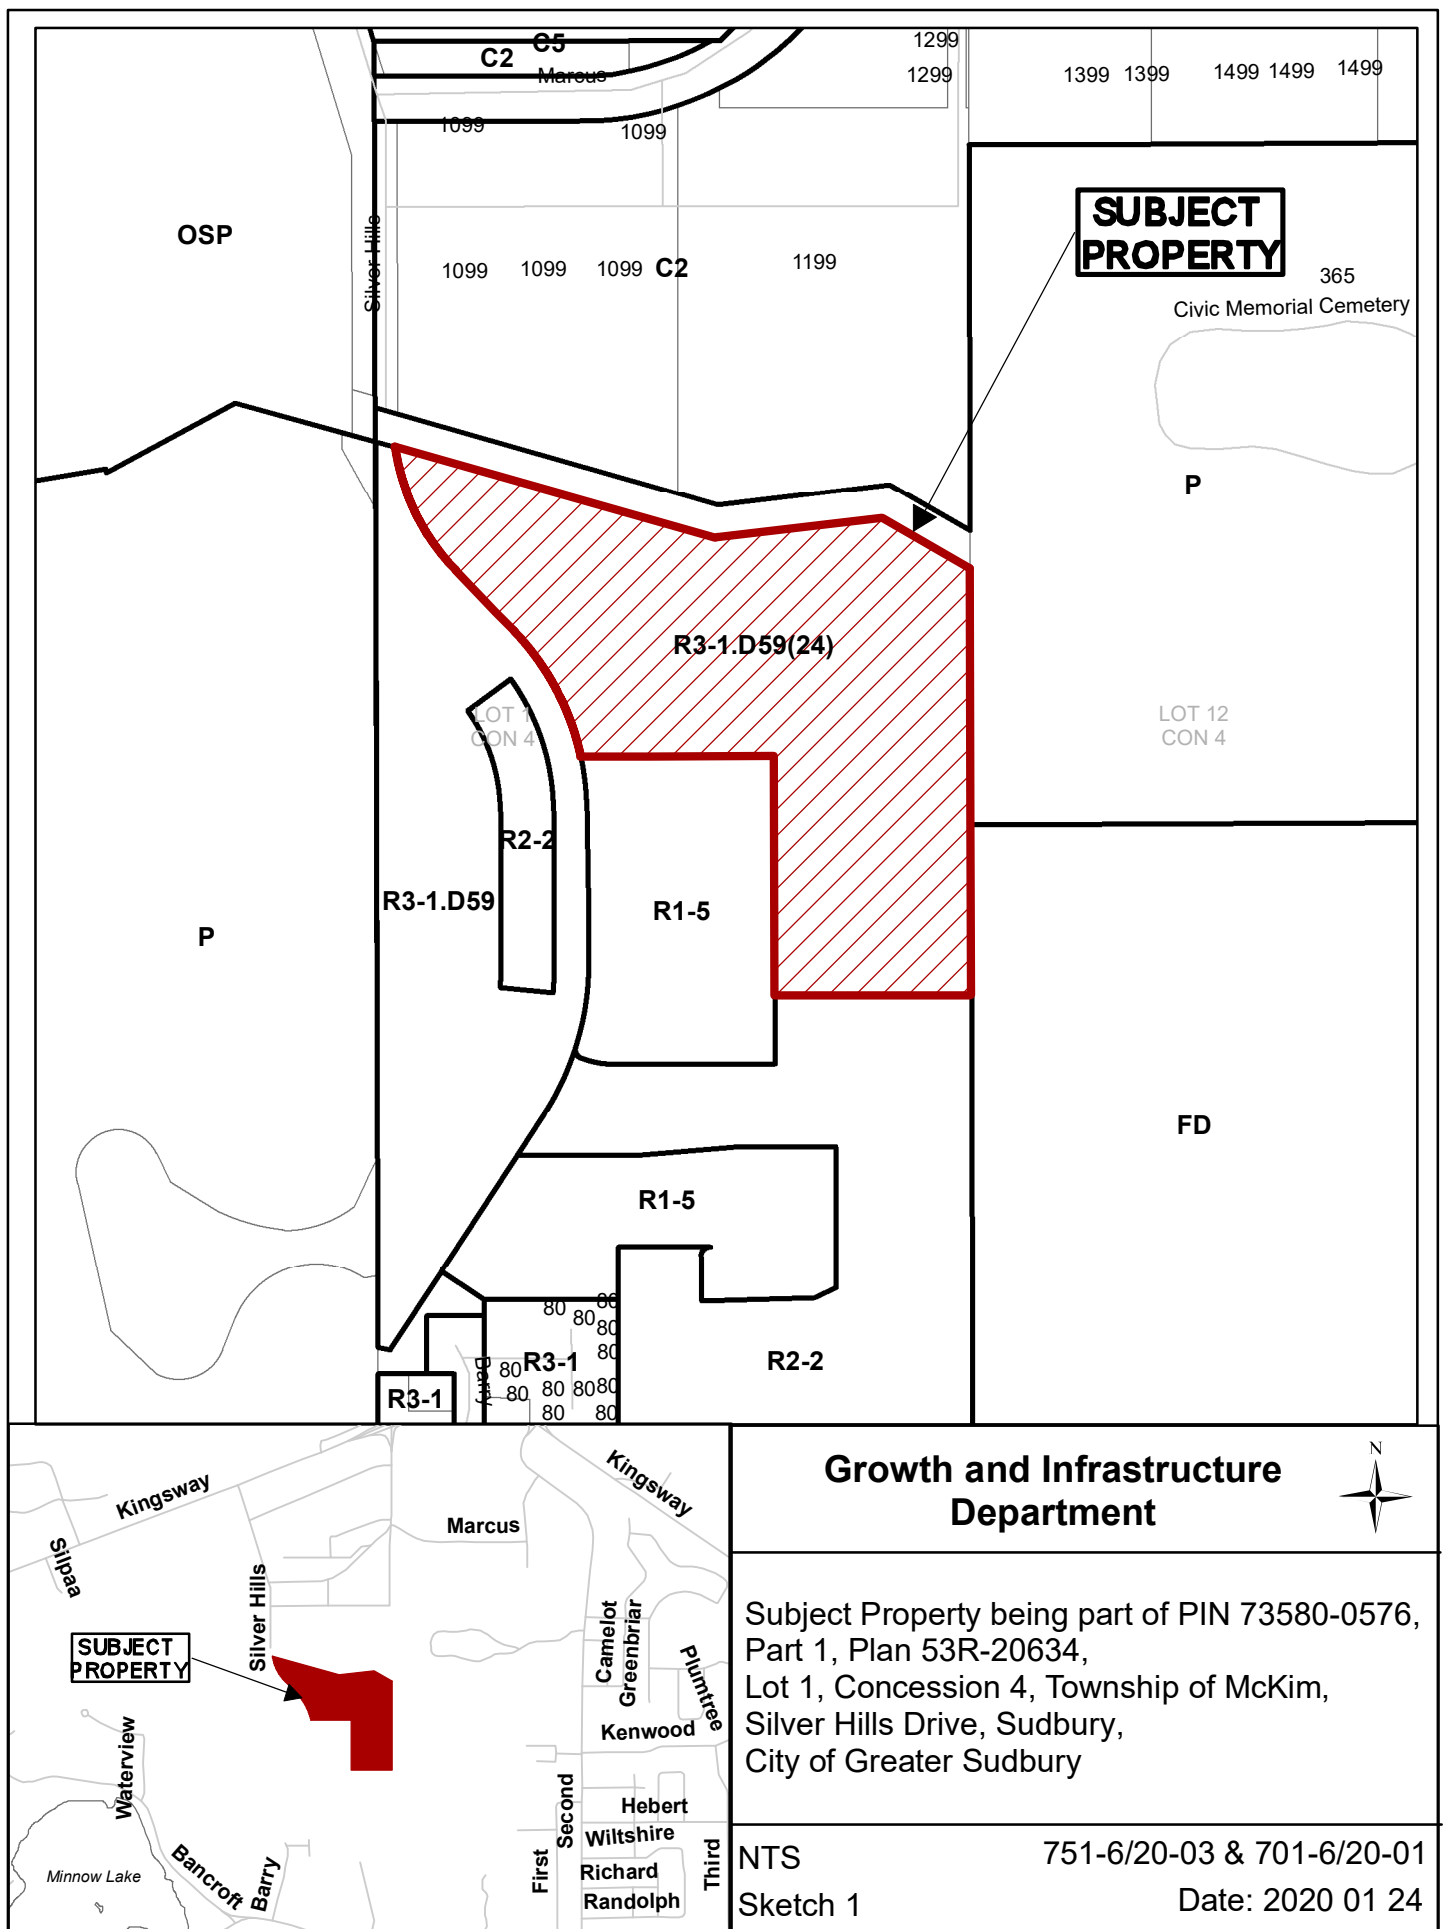 C5
C2
Marcus
1299
1299
1399 1399 1499 1499 1499
1099
1099
OSP
Silver Hills
1099 1099 1099 C2 1199
SUBJECT
PROPERTY
365
Civic Memorial Cemetery
P
R3-1.D59(24)
LOT 1
CON 4
LOT 12
CON 4
R2-2
R3-1.D59
R1-5
P
FD
R1-5
80
80
80
80
80
R3-1
80
80
80
80
80
80
80
Barry
R3-1
R2-2
Kingsway
Kingsway
Marcus
Silpaa
Silver Hills
SUBJECT
PROPERTY
Camelot
Greenbriar
Plumtree
Kenwood
Waterview
Second
Hebert
Wiltshire
First
Richard
Third
Randolph
Bancroft
Barry
Minnow Lake
Growth and Infrastructure
Department
N
Subject Property being part of PIN 73580-0576,
Part 1, Plan 53R-20634,
Lot 1, Concession 4, Township of McKim,
Silver Hills Drive, Sudbury,
City of Greater Sudbury
NTS 751-6/20-03 & 701-6/20-01
Sketch 1 Date: 2020 01 24